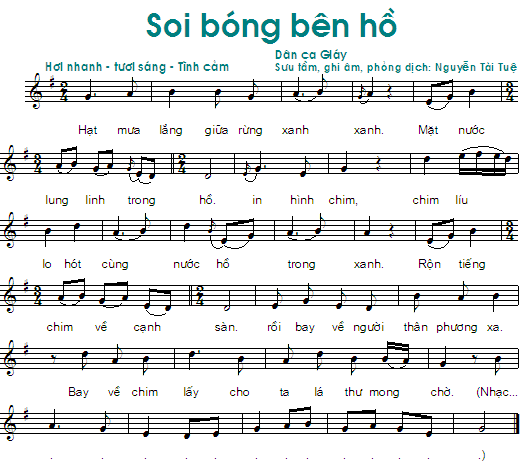 Soi bóng bên hồ
Dân ca Gláy
Hơi nhanh - tươi sáng - Tình cảm
Sưu tầm, ghi âm, phỏng dịch: Nguyễn Tài Tuệ
Hạt mưa lắng giữa rừng xanh xanh. Mặt nước
lung linh trong hồ. in hình chim, chim líu
lo hót cùng nước hồ trong xanh. Rộn tiếng
chim về cạnh sàn. rồi bay về người thân phương xa.
Bay về chim lấy cho ta lá thư mong chờ. (Nhạc...
. . . . . . . . .)